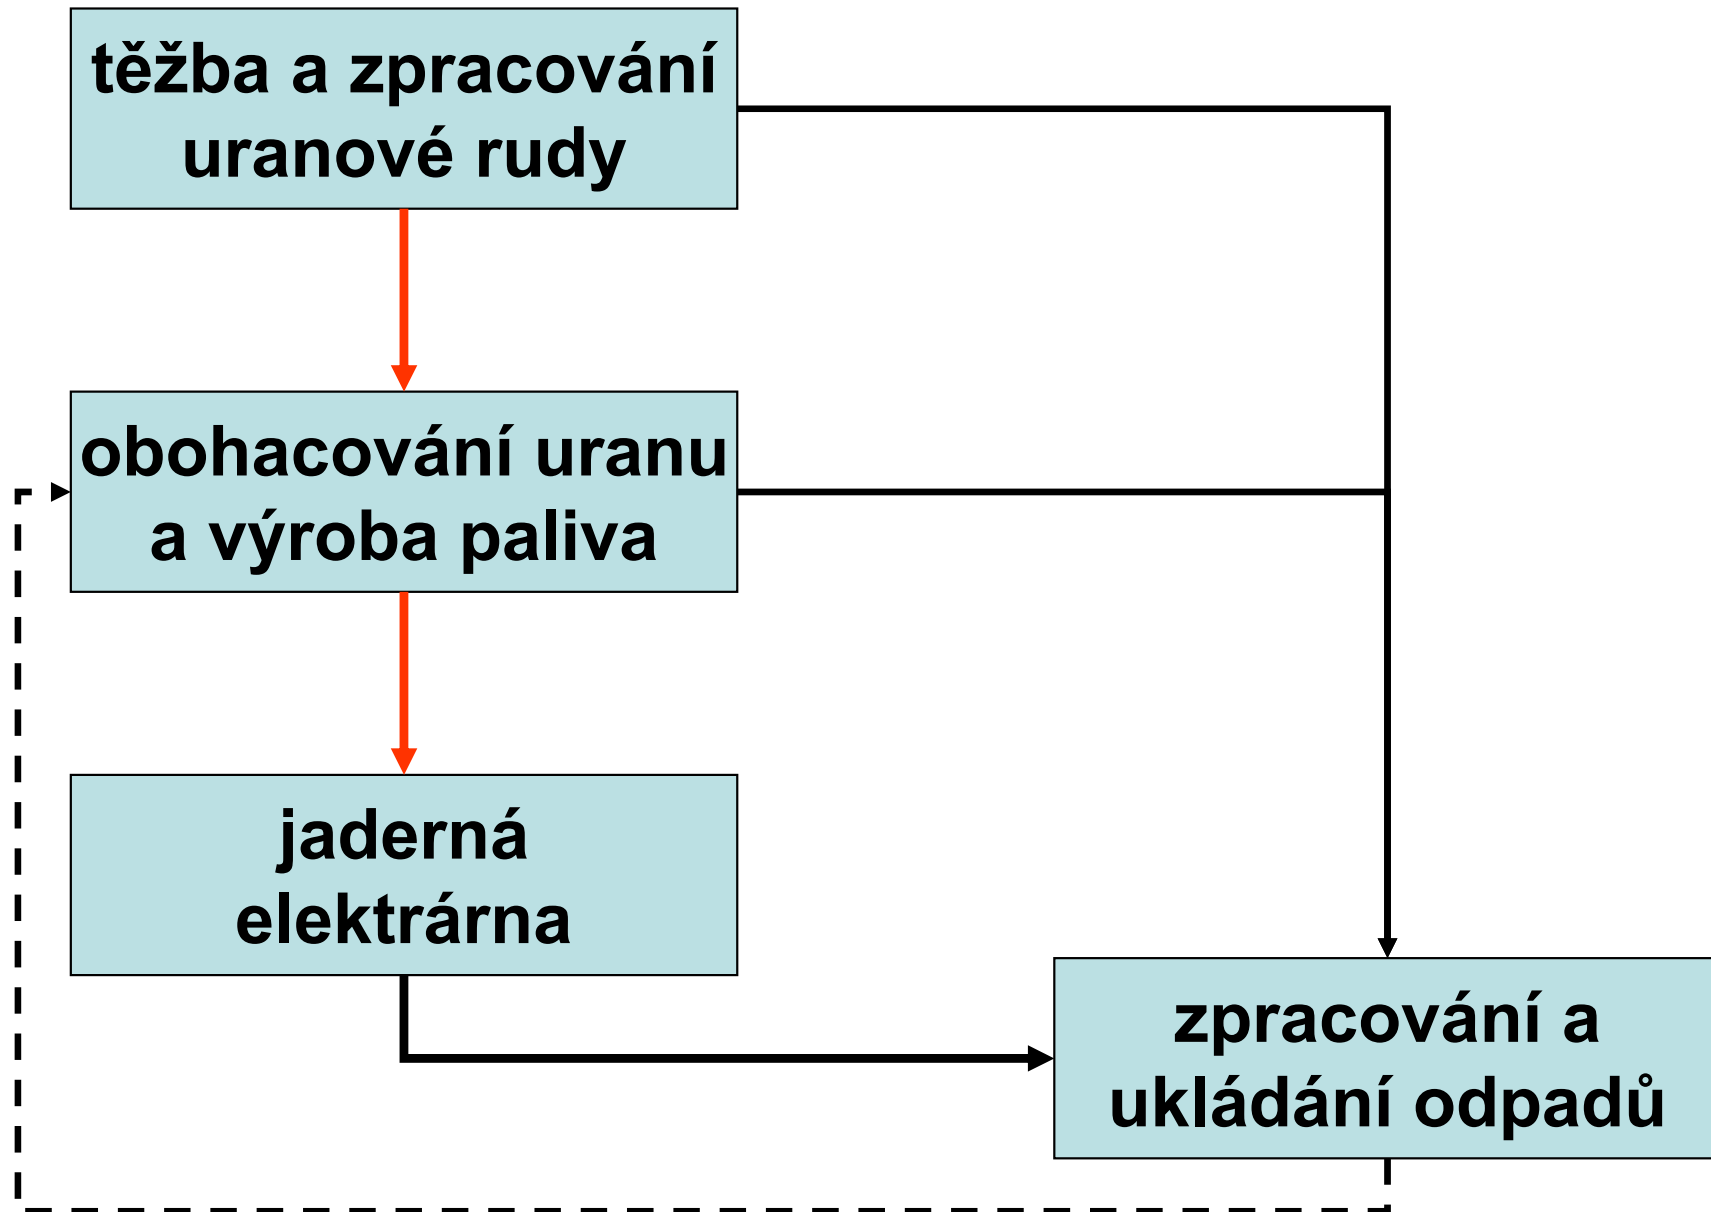 těžba a zpracování
uranové rudy
obohacování uranu
a výroba paliva
jaderná
elektrárna
zpracování a
ukládání odpadů